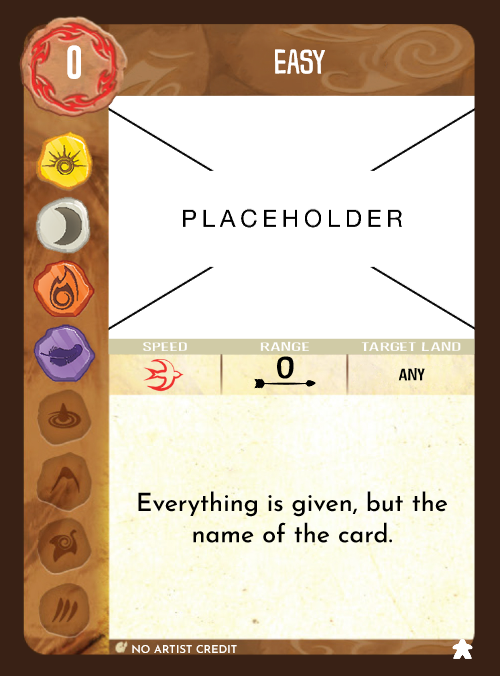 0
EASY
PLACEHOLDER
SPEED RANGE TARGET LAND
0 ANY
Everything is given, but the
name of the card.
NO ARTIST CREDIT